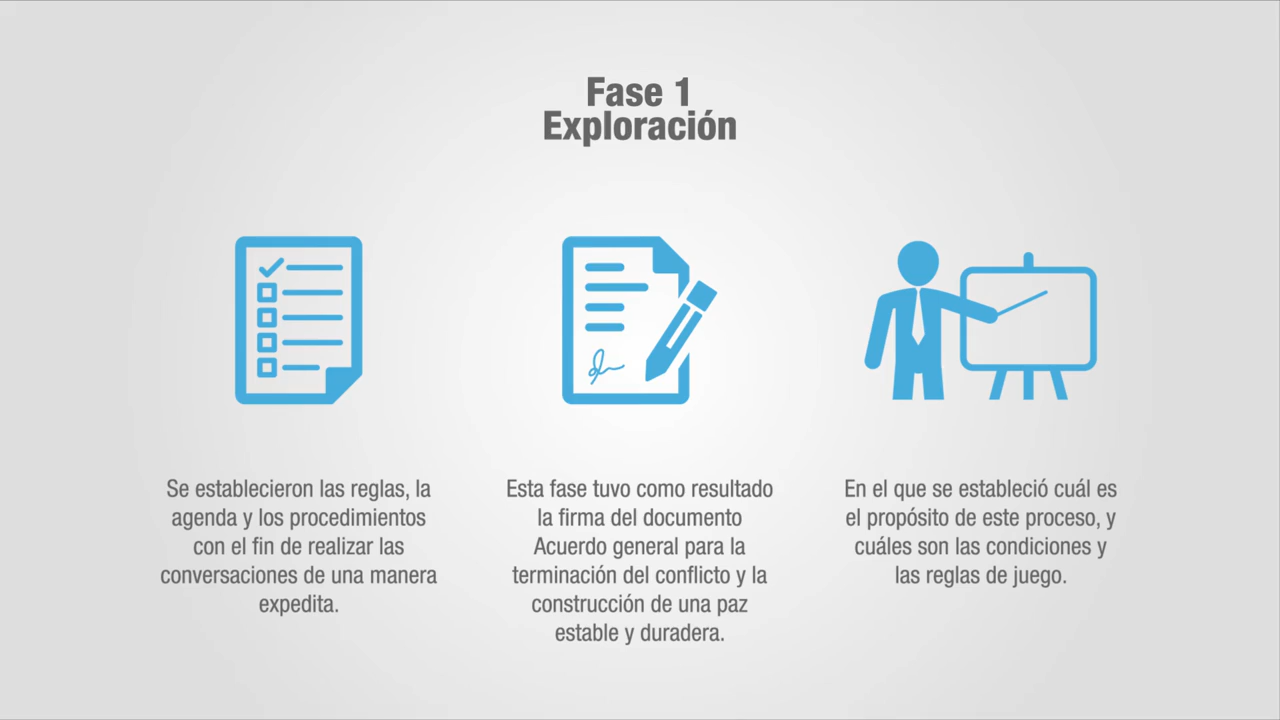 Fase 1
Exploración
Se establecieron las reglas, la
agenda y los procedimientos
con el fin de realizar las
conversaciones de una manera
expedita.
Esta fase tuvo como resultado
la firma del documento
Acuerdo general para la
terminación del conflicto y la
construcción de una paz
estable y duradera.
En el que se estableció cuál es
el propósito de este proceso, y
cuáles son las condiciones y
las reglas de juego.